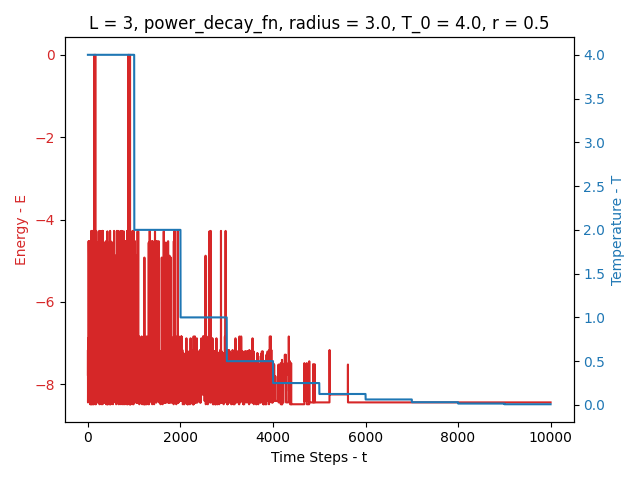 L = 3, power_decay_fn, radius = 3.0, T_0 = 4.0, r = 0.5
Energy - E
0
−2
−4
−6
−8
4.0
3.5
3.0
2.5
2.0
1.5
1.0
0.5
0.0
Temperature - T
0 2000 4000 6000 8000 10000
Time Steps - t